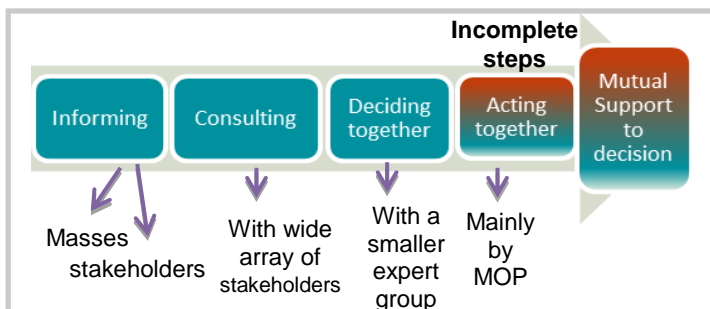 Incomplete
steps
Informing
Consulting
Deciding
together
Acting
together
Mutual
Support
to
decision
Masses
stakeholders
With wide
array of
stakeholders
With a
smaller
expert
group
Mainly
by
MOP